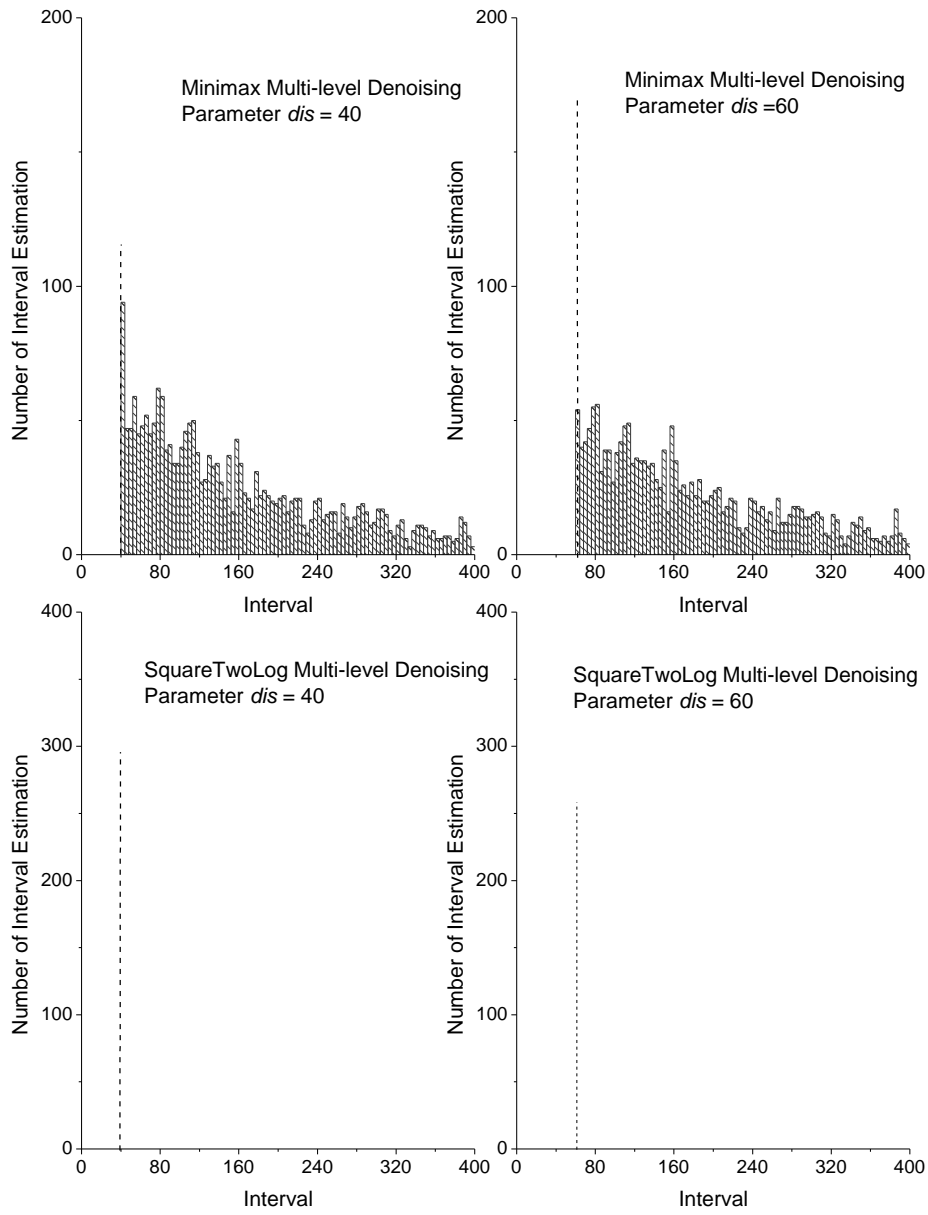 200
100
0
0
80
160
240
320
400
Number of Interval Estimation
Interval
Minimax Multi-level Denoising
Parameter dis = 40
200
100
0
0
80
160
240
320
400
Number of Interval Estimation
Interval
Minimax Multi-level Denoising
Parameter dis =60
400
300
200
100
0
0
80
160
240
320
400
Number of Interval Estimation
Interval
SquareTwoLog Multi-level Denoising
Parameter dis = 40
400
300
200
100
0
0
80
160
240
320
400
Number of Interval Estimation
Interval
SquareTwoLog Multi-level Denoising
Parameter dis = 60